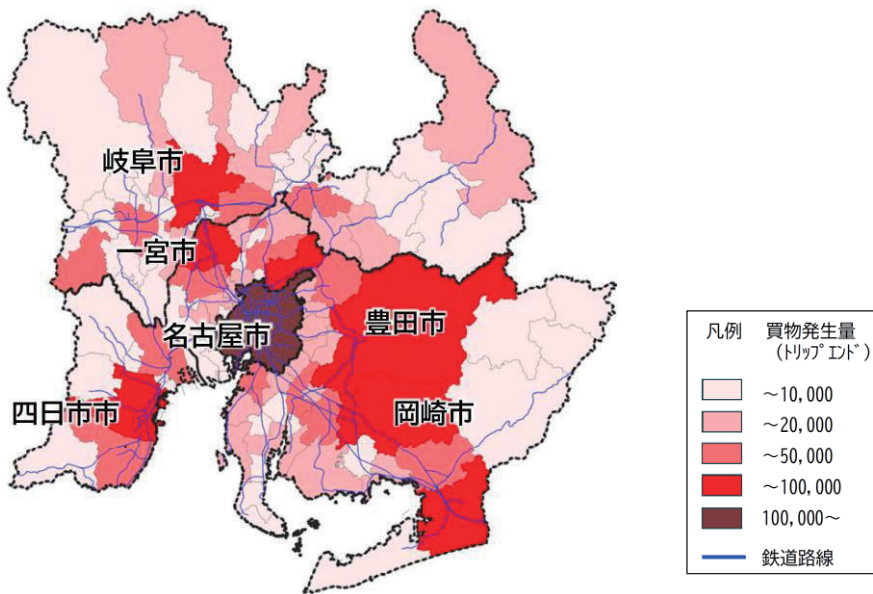 岐阜市
一宮市
名古屋市
豊田市
四日市市
岡崎市
凡例 買物発生量
(ﾄﾘｯﾌﾟｴﾝﾄﾞ)
～10,000
～20,000
～50,000
～100,000
100,000～
鉄道路線